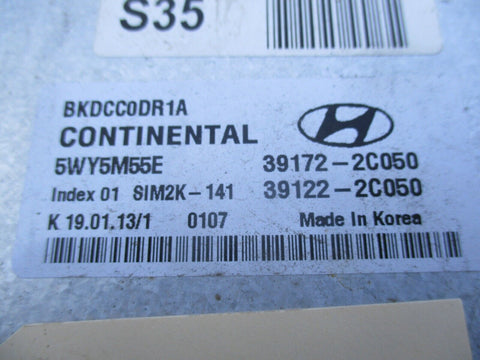 S35
BKDCC0DR1A
CONTINENTAL
5WY5M55E 39172-2C050
Index 01 SIM2K-141 39122-2C050
K 19.01.13/1 0107 Made In Korea